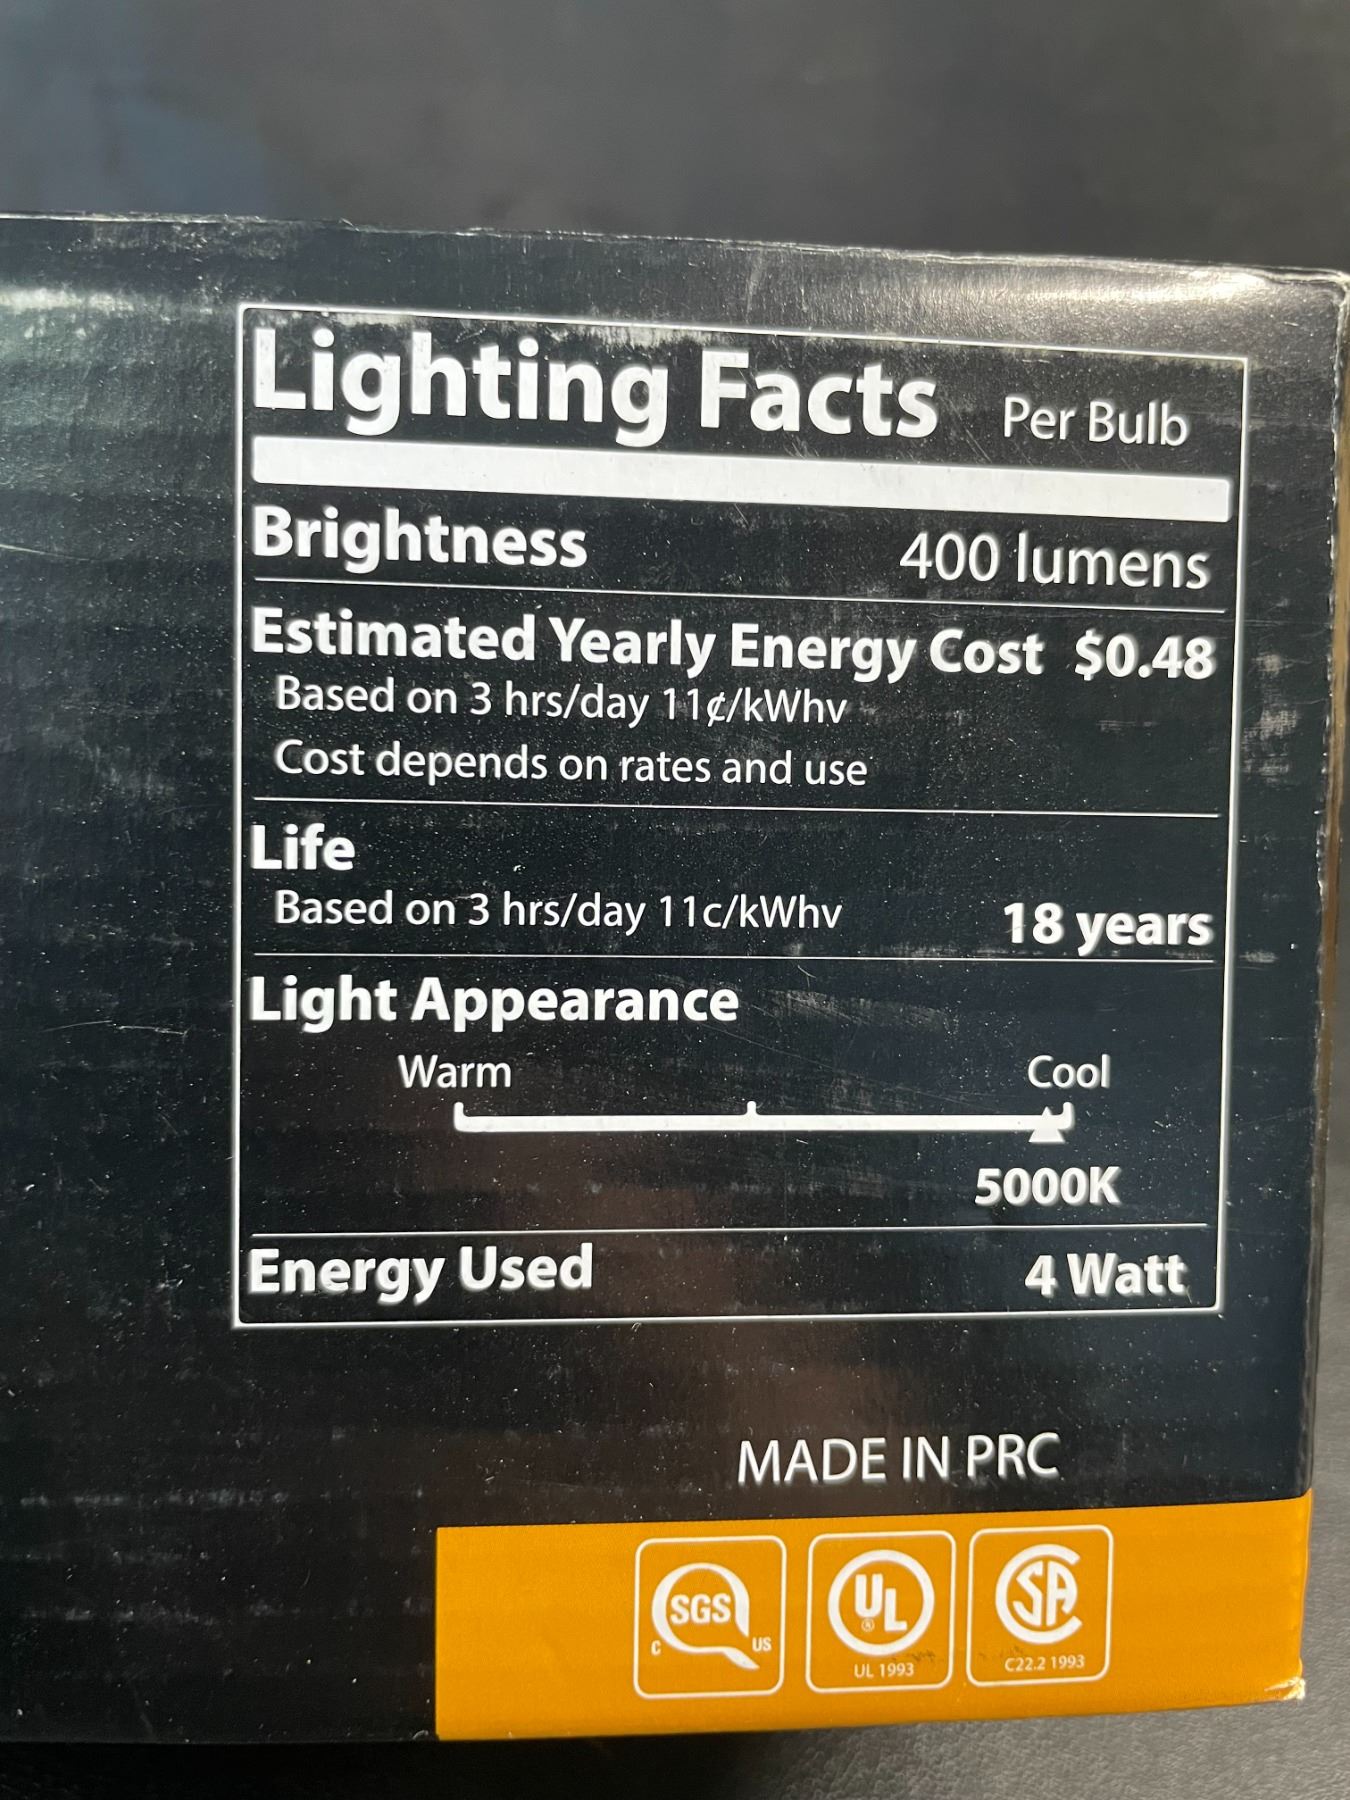 Lighting Facts Per Bulb
Brightness 400 lumens
Estimated Yearly Energy Cost $0.48
Based on 3 hrs/day 11¢/kWhv
Cost depends on rates and use
Life
Based on 3 hrs/day 11c/kWhv 18 years
Light Appearance
Warm Cool
5000K
Energy Used 4 Watt
MADE IN PRC
SGS
C US
UL
®
UL 1993
SA
C22.2 1993